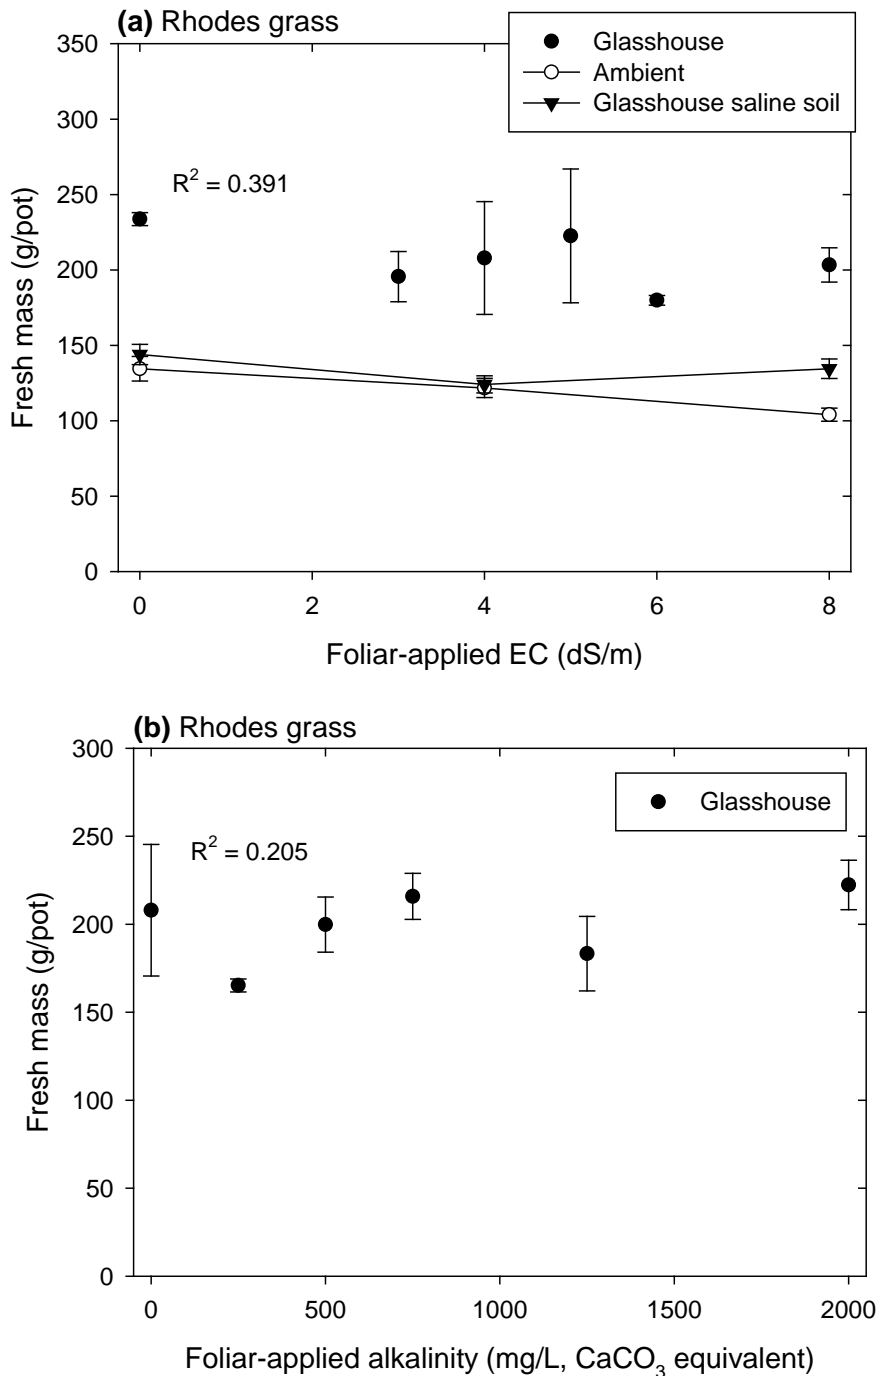 (a) Rhodes grass
Glasshouse
Ambient
Glasshouse saline soil
R² = 0.391
350
300
250
200
150
100
50
0
Fresh mass (g/pot)
0 2 4 6 8
Foliar-applied EC (dS/m)
(b) Rhodes grass
Glasshouse
R² = 0.205
300
250
200
150
100
50
0
Fresh mass (g/pot)
0 500 1000 1500 2000
Foliar-applied alkalinity (mg/L, CaCO₃ equivalent)